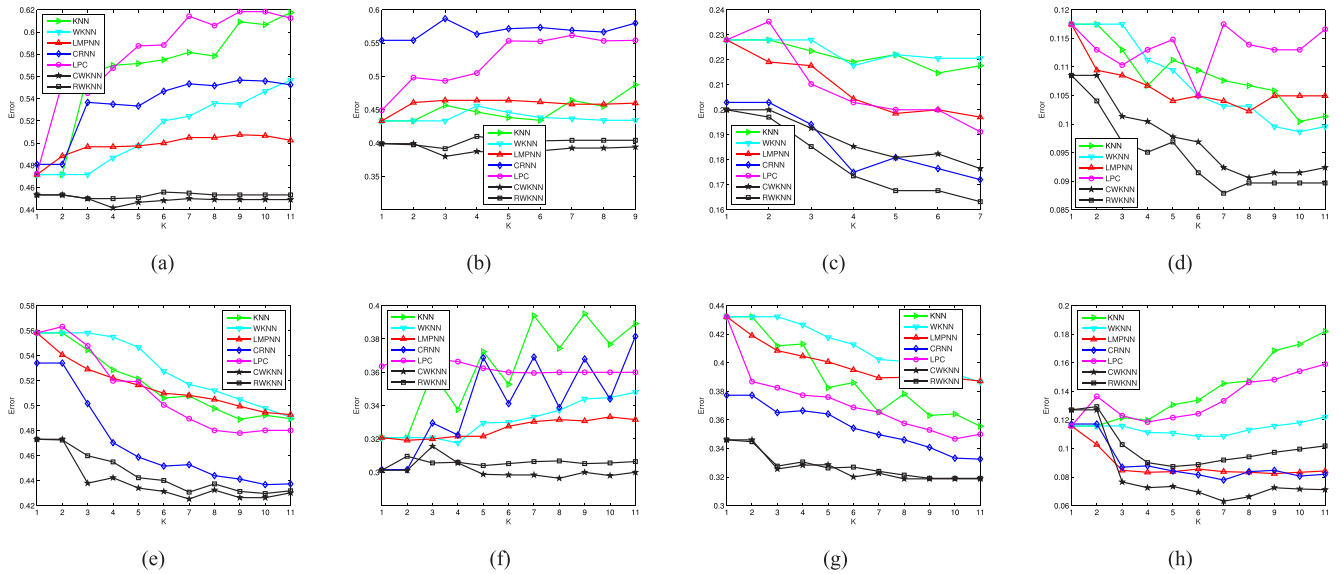 0.62
0.6
0.58
0.56
0.54
0.52
0.5
0.48
0.46
0.44
Error
KNN
WKNN
LMPNN
CRNN
LPC
CWKNN
RWKNN
1 2 3 4 5 6 7 8 9 10 11
K
(a)
0.6
0.55
0.5
0.45
0.4
0.35
0.3
Error
KNN
WKNN
LMPNN
CRNN
LPC
CWKNN
RWKNN
1 2 3 4 5 6 7 8 9
K
(b)
0.24
0.23
0.22
0.21
0.2
0.19
0.18
0.17
0.16
Error
KNN
WKNN
LMPNN
CRNN
LPC
CWKNN
RWKNN
1 2 3 4 5 6 7
K
(c)
0.12
0.115
0.11
0.105
0.1
0.095
0.09
0.085
Error
KNN
WKNN
LMPNN
CRNN
LPC
CWKNN
RWKNN
1 2 3 4 5 6 7 8 9 10 11
K
(d)
0.58
0.56
0.54
0.52
0.5
0.48
0.46
0.44
0.42
Error
KNN
WKNN
LMPNN
CRNN
LPC
CWKNN
RWKNN
1 2 3 4 5 6 7 8 9 10 11
K
(e)
0.4
0.38
0.36
0.34
0.32
0.3
Error
KNN
WKNN
LMPNN
CRNN
LPC
CWKNN
RWKNN
1 2 3 4 5 6 7 8 9 10 11
K
(f)
0.44
0.42
0.4
0.38
0.36
0.34
0.32
0.3
Error
KNN
WKNN
LMPNN
CRNN
LPC
CWKNN
RWKNN
1 2 3 4 5 6 7 8 9 10 11
K
(g)
0.2
0.18
0.16
0.14
0.12
0.1
0.08
0.06
Error
KNN
WKNN
LMPNN
CRNN
LPC
CWKNN
RWKNN
1 2 3 4 5 6 7 8 9 10 11
K
(h)